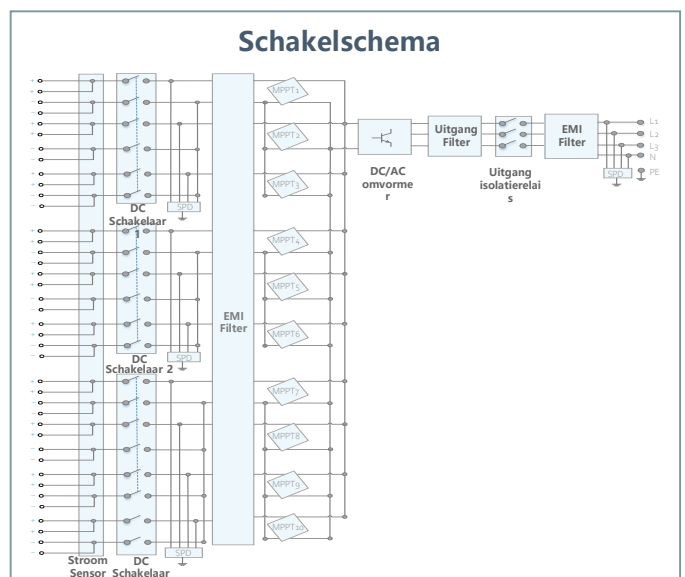 Schakelschema
MPPT1
MPPT2
MPPT3
MPPT4
MPPT5
MPPT6
MPPT7
MPPT8
MPPT9
MPPT10
EMI
Filter
SPD
DC
Schakelaar
1
SPD
DC
Schakelaar 2
SPD
Stroom
Sensor
DC
Schakelaar
DC/AC
omvorme
r
Uitgang
Filter
Uitgang
isolatierelai
s
EMI
Filter
SPD
L1
L2
L3
N
PE